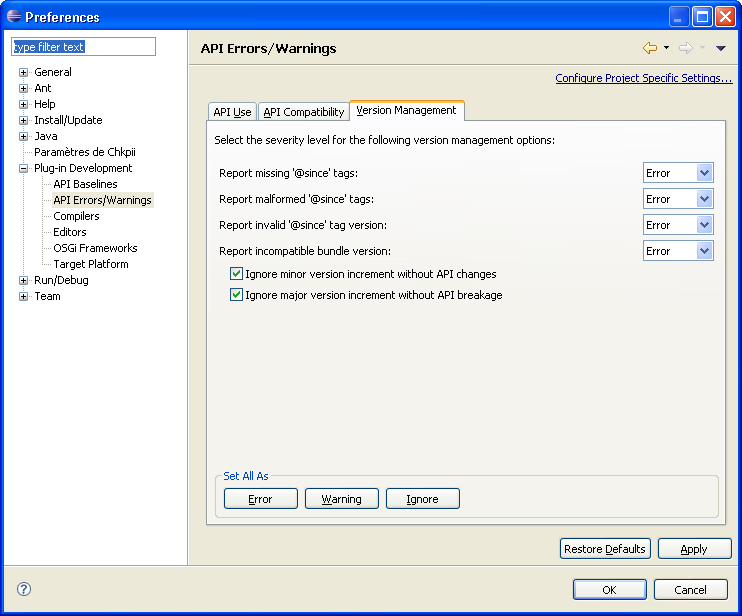 Preferences
type filter text
General
Ant
Help
Install/Update
Java
Paramètres de Chkpii
Plug-in Development
API Baselines
API Errors/Warnings
Compilers
Editors
OSGi Frameworks
Target Platform
Run/Debug
Team
API Errors/Warnings
Configure Project Specific Settings...
API Use API Compatibility Version Management
Select the severity level for the following version management options:
Report missing '@since' tags: Error
Report malformed '@since' tags: Error
Report invalid '@since' tag version: Error
Report incompatible bundle version: Error
Ignore minor version increment without API changes
Ignore major version increment without API breakage
Set All As
Error Warning Ignore
Restore Defaults Apply
? OK Cancel